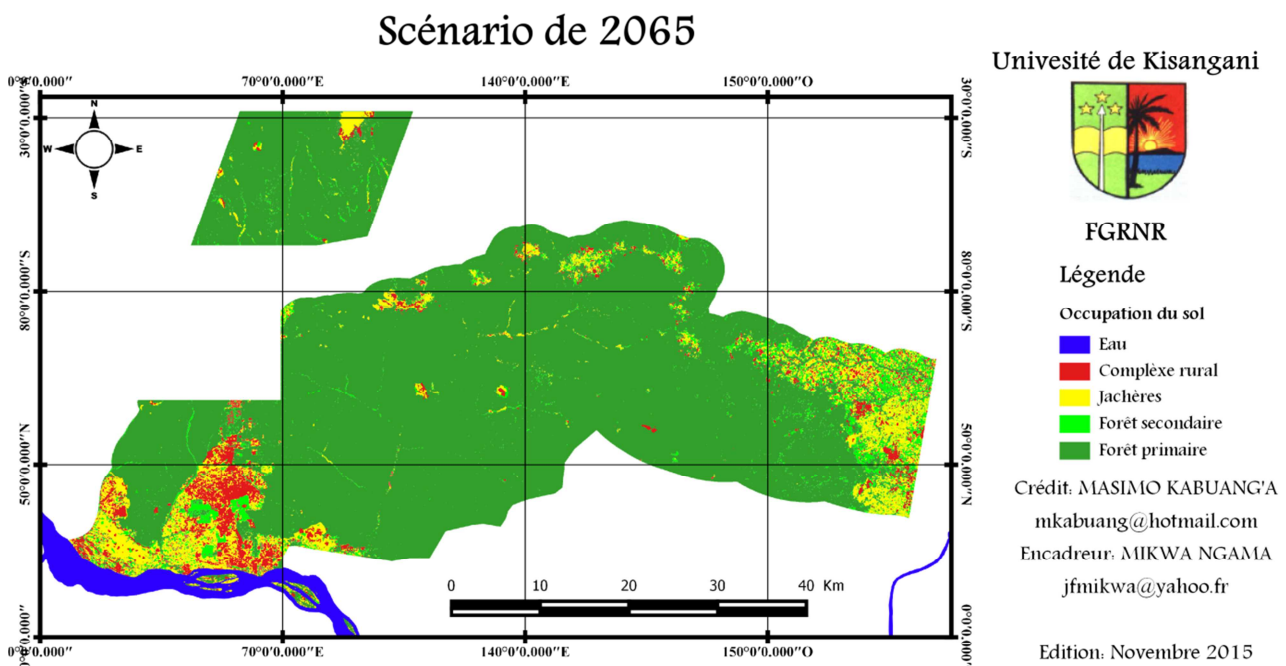 Scénario de 2065
0°0'0.000"
70°0'0.000"E
140°0'0.000"E
150°0'0.000"O
30°0'0.000"S
30°0'0.000"S
80°0'0.000"S
80°0'0.000"S
50°0'0.000"N
50°0'0.000"N
0°0'0.000"
0°0'0.000"
N
W
E
S
0 10 20 30 40 Km
0°0'0.000"
70°0'0.000"E
140°0'0.000"E
150°0'0.000"O
Univesité de Kisangani
FGRNR
Légende
Occupation du sol
Eau
Complèxe rural
Jachères
Forêt secondaire
Forêt primaire
Crédit: MASIMO KABUANG'A
mkabuang@hotmail.com
Encadreur: MIKWA NGAMA
jfmikwa@yahoo.fr
Edition: Novembre 2015